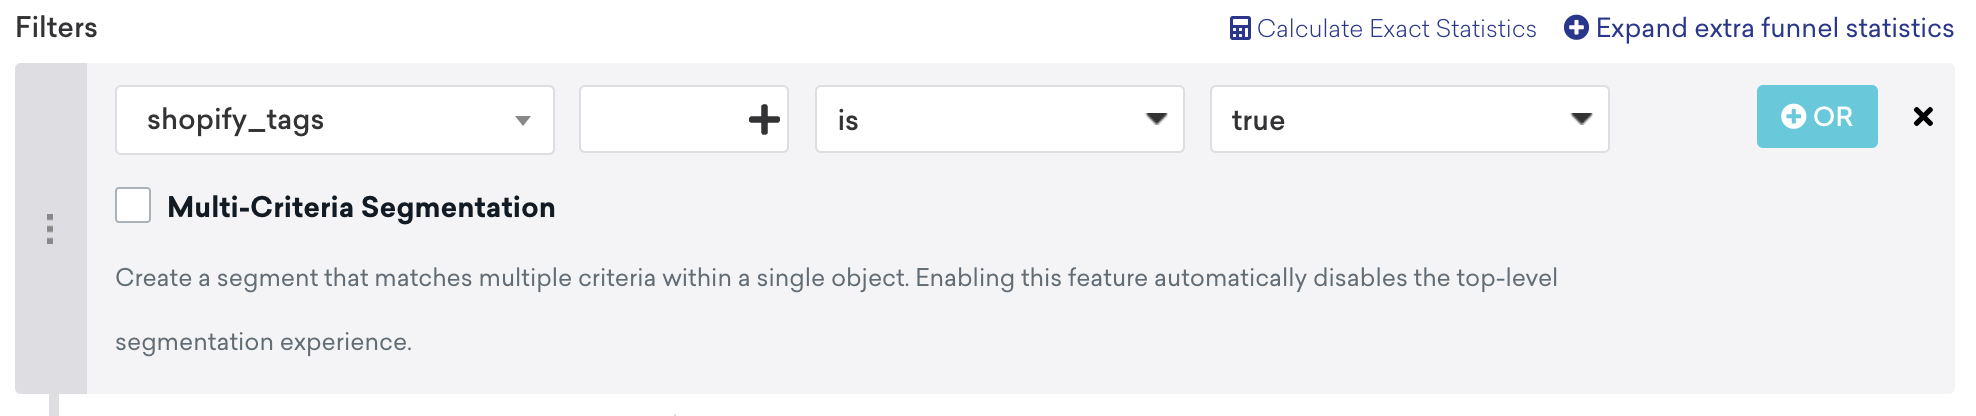 Filters
Calculate Exact Statistics
Expand extra funnel statistics
shopify_tags
is
true
OR
Multi-Criteria Segmentation
Create a segment that matches multiple criteria within a single object. Enabling this feature automatically disables the top-level
segmentation experience.